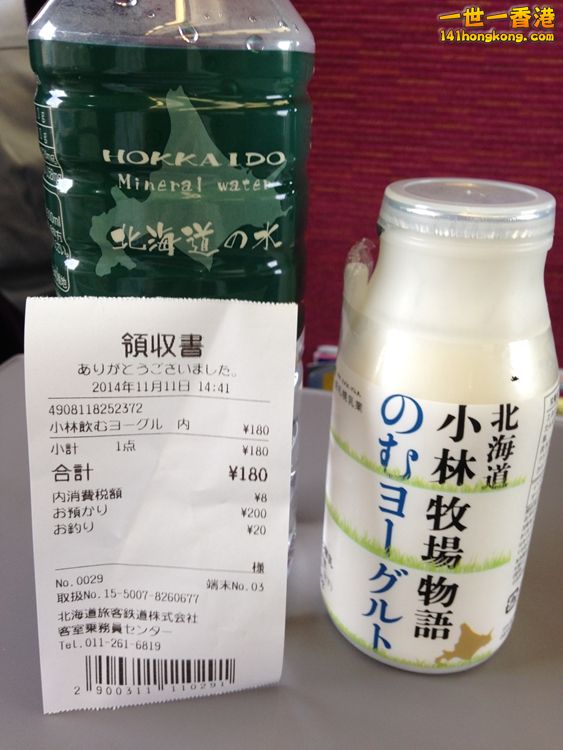 一世一香港
141hongkong.com
HOKKAIDO
Mineral water
北海道の水
領収書
ありがとうございました。
2014年11月11日 14:41
4908118252372
小林飲むヨーグル 内 ¥180
小計 1点 ¥180
合計 ¥180
内消費税額 ¥8
お預かり ¥200
お釣り ¥20
様
No.0029 端末No.03
取扱No.15-5007-8260677
北海道旅客鉄道株式会社
客室乗務員センター
Tel.011-261-6819
2 900311 110291
北海道
小林牧場物語
のむヨーグルト